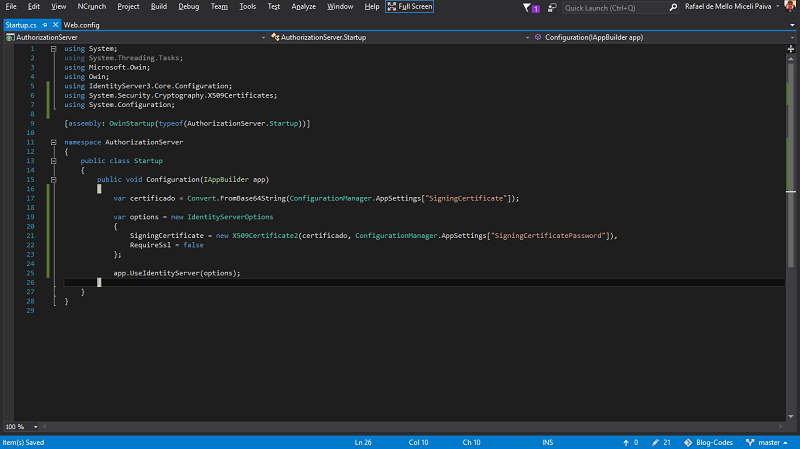 File Edit View NCrunch Project Build Debug Team Tools Test Analyze Window Help Full Screen 1 Quick Launch (Ctrl+Q) Rafael de Mello Miceli Paiva
Startup.cs Web.config
AuthorizationServer AuthorizationServer.Startup Configuration(IAppBuilder app)
1 using System;
2 using System.Threading.Tasks;
3 using Microsoft.Owin;
4 using Owin;
5 using IdentityServer3.Core.Configuration;
6 using System.Security.Cryptography.X509Certificates;
7 using System.Configuration;
8
9 [assembly: OwinStartup(typeof(AuthorizationServer.Startup))]
10
11 namespace AuthorizationServer
12 {
13 public class Startup
14 {
15 public void Configuration(IAppBuilder app)
16 {
17 var certificado = Convert.FromBase64String(ConfigurationManager.AppSettings["SigningCertificate"]);
18
19 var options = new IdentityServerOptions
20 {
21 SigningCertificate = new X509Certificate2(certificado, ConfigurationManager.AppSettings["SigningCertificatePassword"]),
22 RequireSsl = false
23 };
24
25 app.UseIdentityServer(options);
26 }
27 }
28 }
29
100 %
Item(s) Saved Ln 26 Col 10 Ch 10 INS 0 21 Blog-Codes master